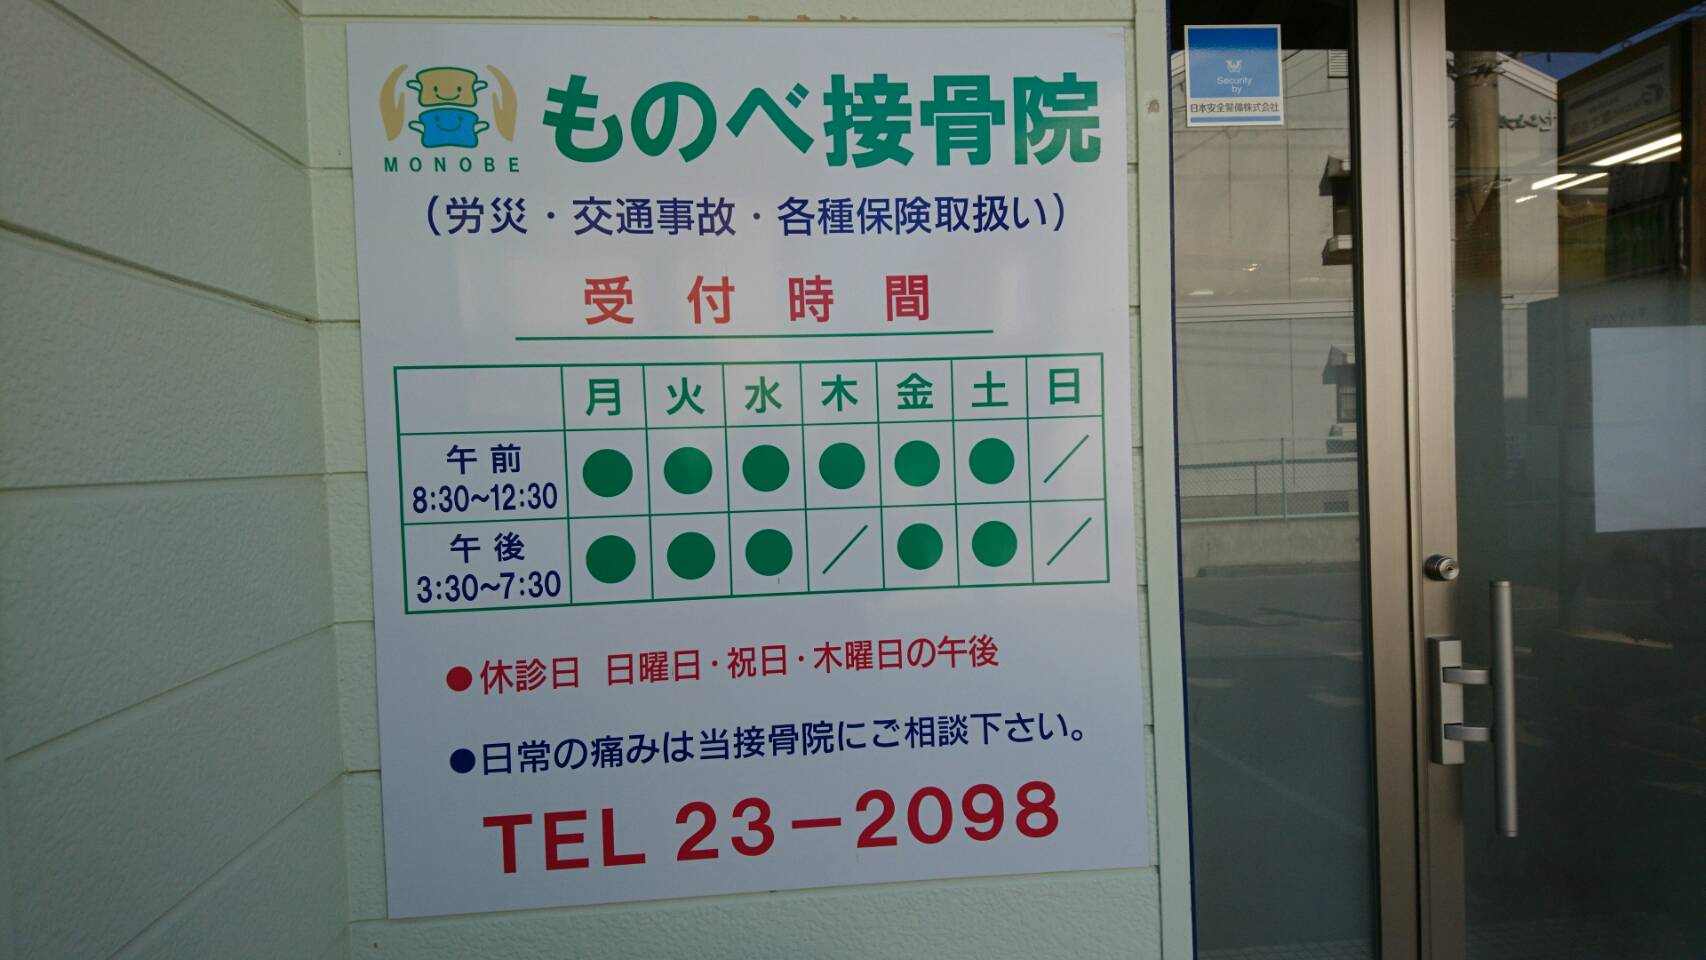 ものべ接骨院
MONOBE
（労災・交通事故・各種保険取扱い）
受付時間
月 火 水 木 金 土 日
午前
8:30~12:30 ● ● ● ● ● ● ／
午後
3:30~7:30 ● ● ● ／ ● ● ／
●休診日 日曜日・祝日・木曜日の午後
●日常の痛みは当接骨院にご相談下さい。
TEL 23-2098
Security
by
日本安全警備株式会社